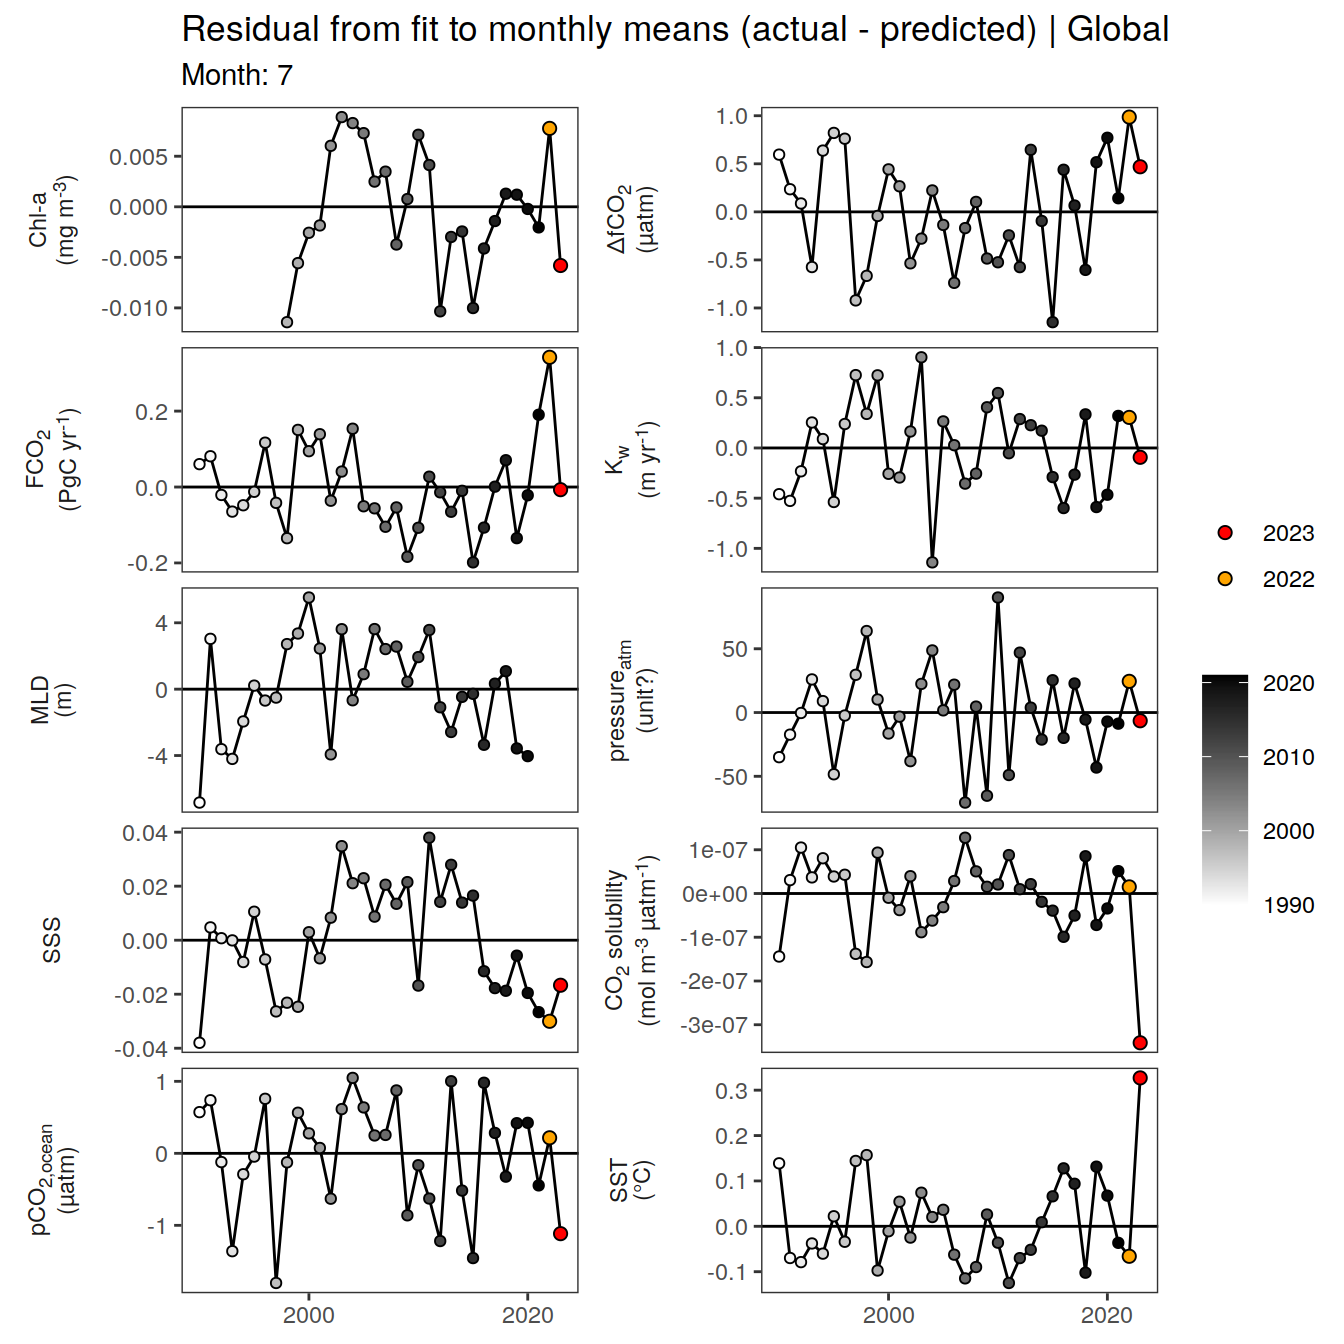 Residual from fit to monthly means (actual - predicted) | Global
Month: 7
Chl-a
(mg m⁻³)
0.005
0.000
-0.005
-0.010
ΔfCO₂
(µatm)
1.0
0.5
0.0
-0.5
-1.0
FCO₂
(PgC yr⁻¹)
0.2
0.0
-0.2
K_w
(m yr⁻¹)
1.0
0.5
0.0
-0.5
-1.0
MLD
(m)
4
0
-4
pressure_atm
(unit?)
50
0
-50
SSS
0.04
0.02
0.00
-0.02
-0.04
CO₂ solubility
(mol m⁻³ µatm⁻¹)
1e-07
0e+00
-1e-07
-2e-07
-3e-07
pCO₂,ocean
(µatm)
1
0
-1
2000
2020
SST
(°C)
0.3
0.2
0.1
0.0
-0.1
2000
2020
2023
2022
2020
2010
2000
1990